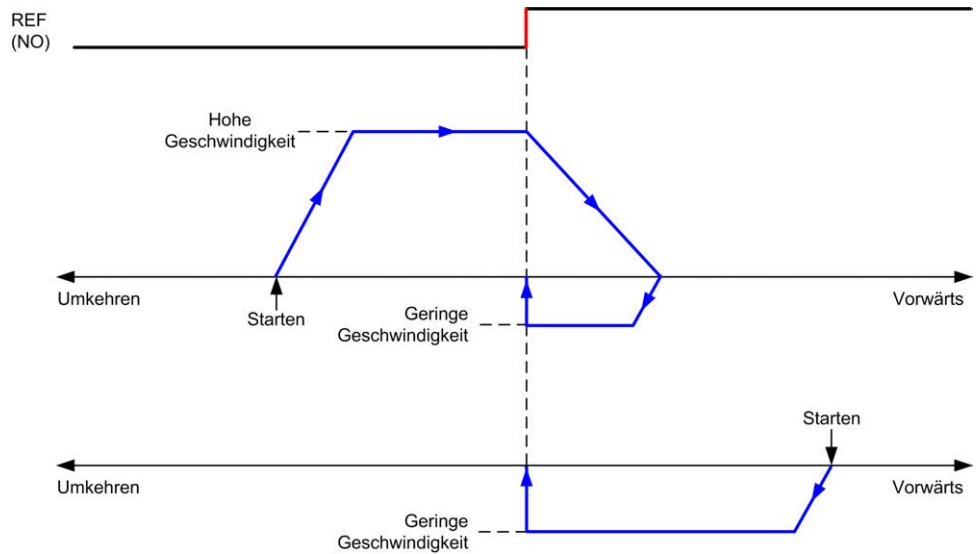 REF
(NO)
Hohe
Geschwindigkeit
Umkehren
Starten
Geringe
Geschwindigkeit
Vorwärts
Starten
Umkehren
Vorwärts
Geringe
Geschwindigkeit